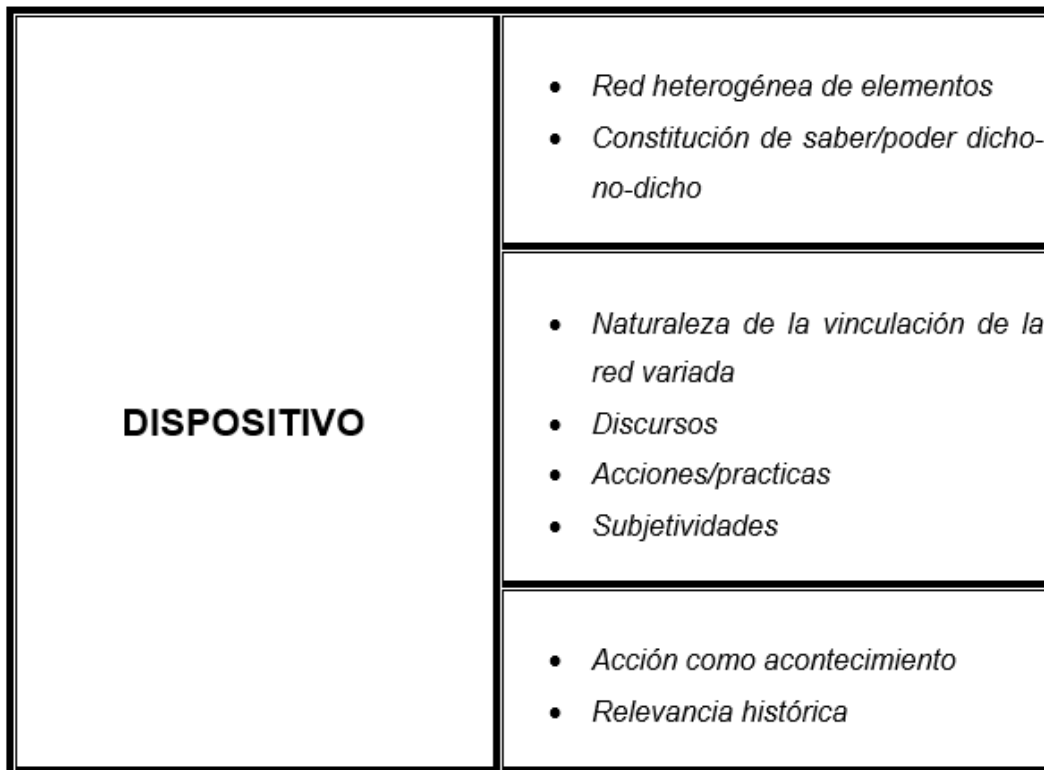 DISPOSITIVO
• Red heterogénea de elementos
• Constitución de saber/poder dicho-
no-dicho
• Naturaleza de la vinculación de la
red variada
• Discursos
• Acciones/practicas
• Subjetividades
• Acción como acontecimiento
• Relevancia histórica